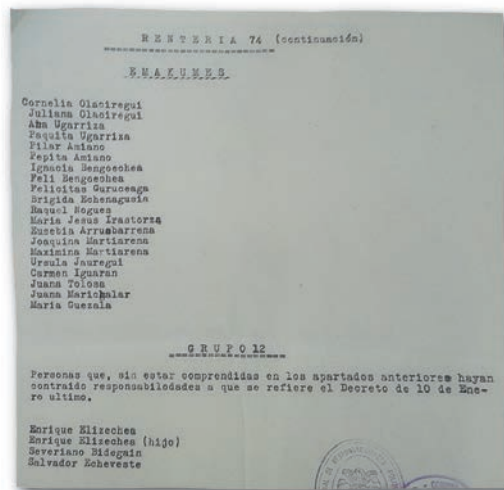 RENTERIA 74 (continuación)
EMAKUMES
Cornelia Olaciregui
Juliana Olaciregui
Ana Ugarriza
Paquita Ugarriza
Pilar Amiano
Pepita Amiano
Ignacia Bengoechea
Feli Bengoechea
Felicitas Guruceaga
Brigida Echenagusia
Raquel Nogues
Maria Jesus Irastorza
Eusebia Arruebarrena
Joaquina Martiarena
Maximina Martiarena
Ursula Jauregui
Carmen Iguaran
Juana Tolosa
Juana Marichalar
Maria Guezala
GRUPO 12
Personas que, sin estar comprendidas en los apartados anteriores hayan
contraido responsabilodades a que se refiere el Decreto de 10 de Ene-
ro ultimo.
Enrique Elizechea
Enrique Elizechea (hijo)
Severiano Bidegain
Salvador Echeveste